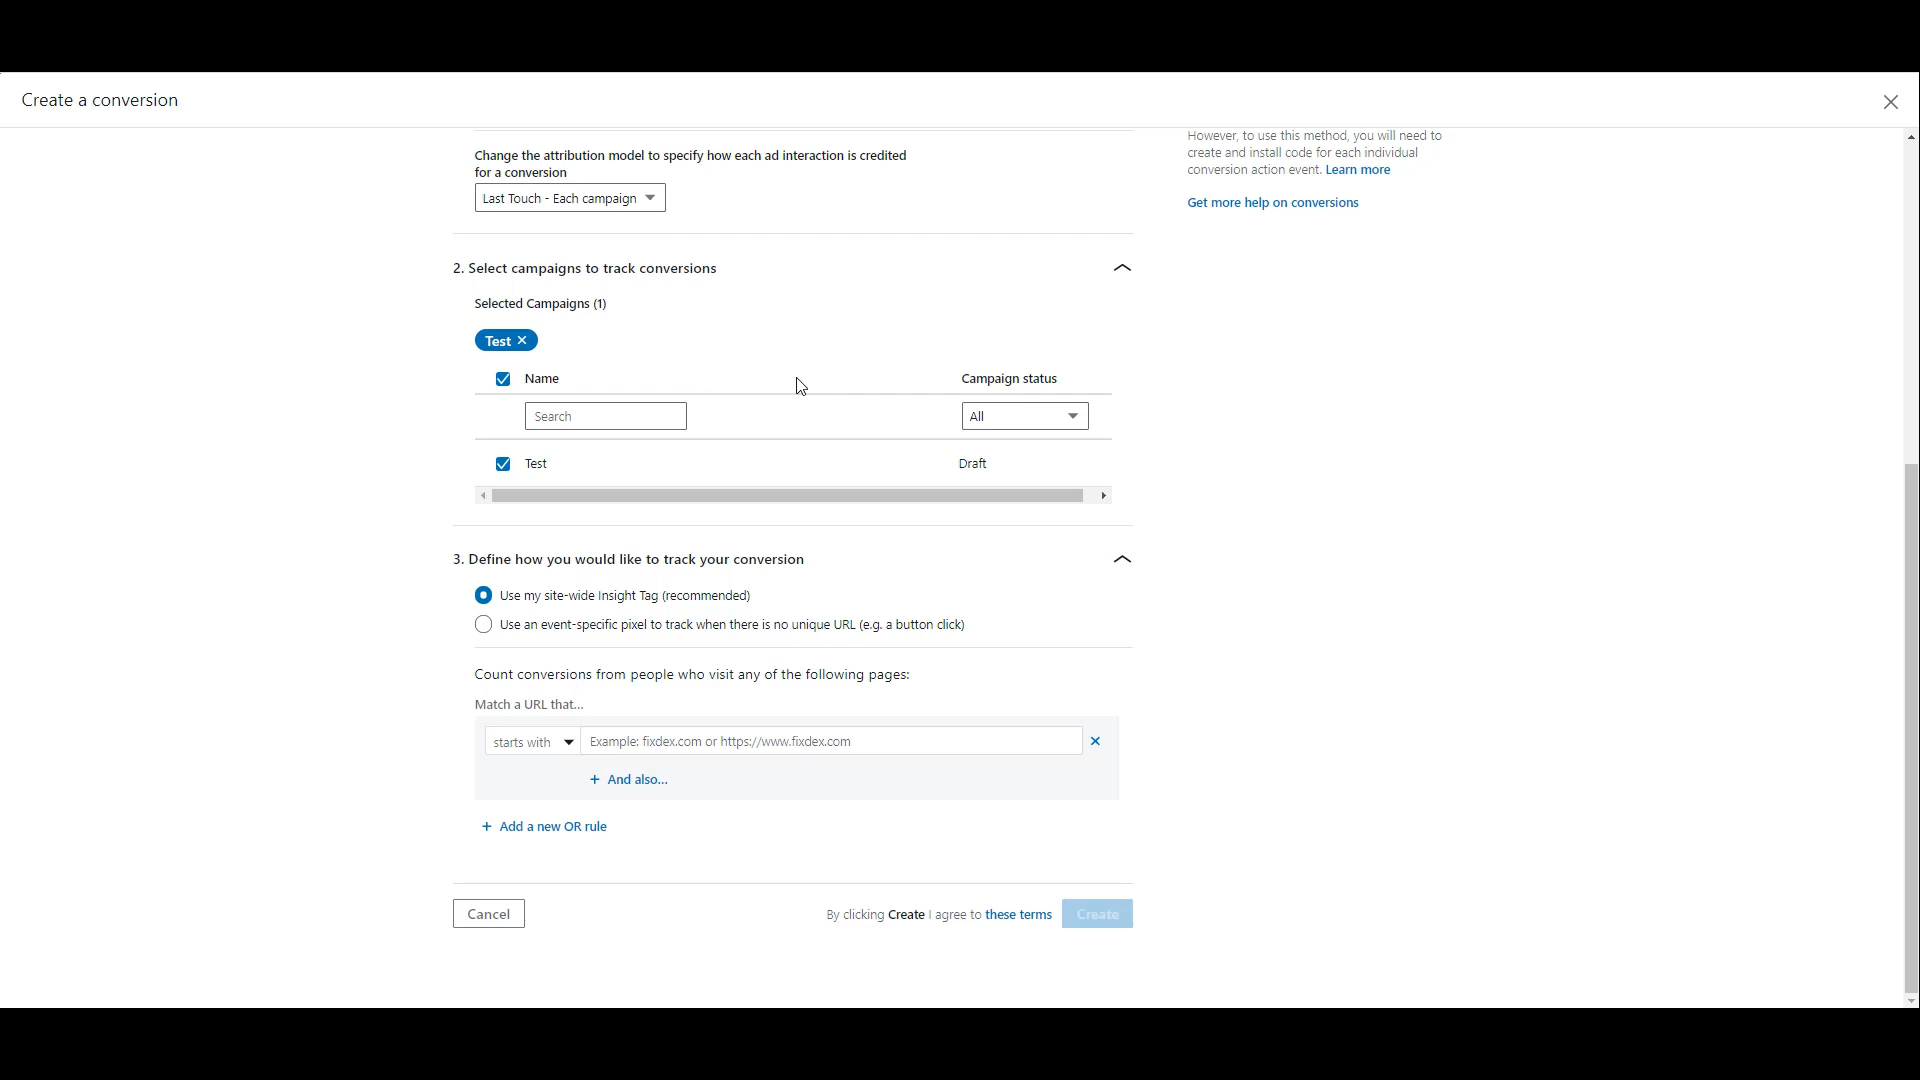 Create a conversion
However, to use this method, you will need to
create and install code for each individual
conversion action event. Learn more
Get more help on conversions
Change the attribution model to specify how each ad interaction is credited
for a conversion
Last Touch - Each campaign
2. Select campaigns to track conversions
Selected Campaigns (1)
Test
Name Campaign status
Search All
Test Draft
3. Define how you would like to track your conversion
Use my site-wide Insight Tag (recommended)
Use an event-specific pixel to track when there is no unique URL (e.g. a button click)
Count conversions from people who visit any of the following pages:
Match a URL that...
starts with Example: fixdex.com or https://www.fixdex.com
+ And also...
+ Add a new OR rule
Cancel By clicking Create I agree to these terms Create